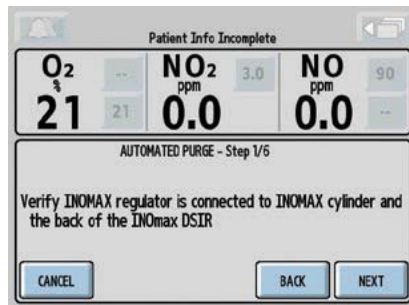 Patient Info Incomplete
O2 -- NO2 3.0 NO 90
% ppm ppm
21 21 0.0 0.0 --
AUTOMATED PURGE - Step 1/6
Verify INOMAX regulator is connected to INOMAX cylinder and
the back of the INOmax DSIR
CANCEL BACK NEXT